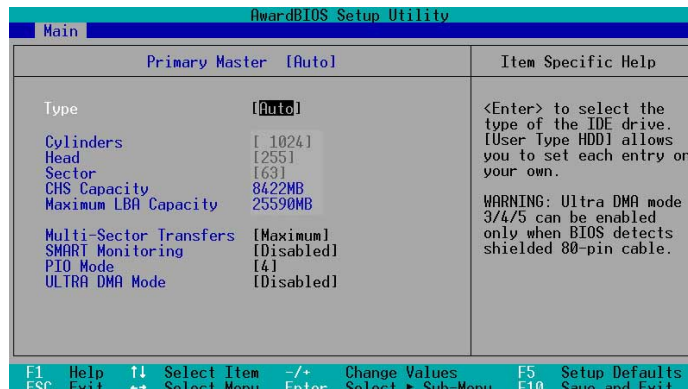 AwardBIOS Setup Utility
Main
Primary Master [Auto]
Item Specific Help
Type [Auto]
Cylinders [ 1024]
Head [255]
Sector [63]
CHS Capacity 8422MB
Maximum LBA Capacity 25590MB
Multi-Sector Transfers [Maximum]
SMART Monitoring [Disabled]
PIO Mode [4]
ULTRA DMA Mode [Disabled]
<Enter> to select the
type of the IDE drive.
[User Type HDD] allows
you to set each entry on
your own.
WARNING: Ultra DMA mode
3/4/5 can be enabled
only when BIOS detects
shielded 80-pin cable.
F1 Help ↑↓ Select Item -/+ Change Values F5 Setup Defaults
ESC Exit ↔ Select Menu Enter Select ► Sub-Menu F10 Save and Exit